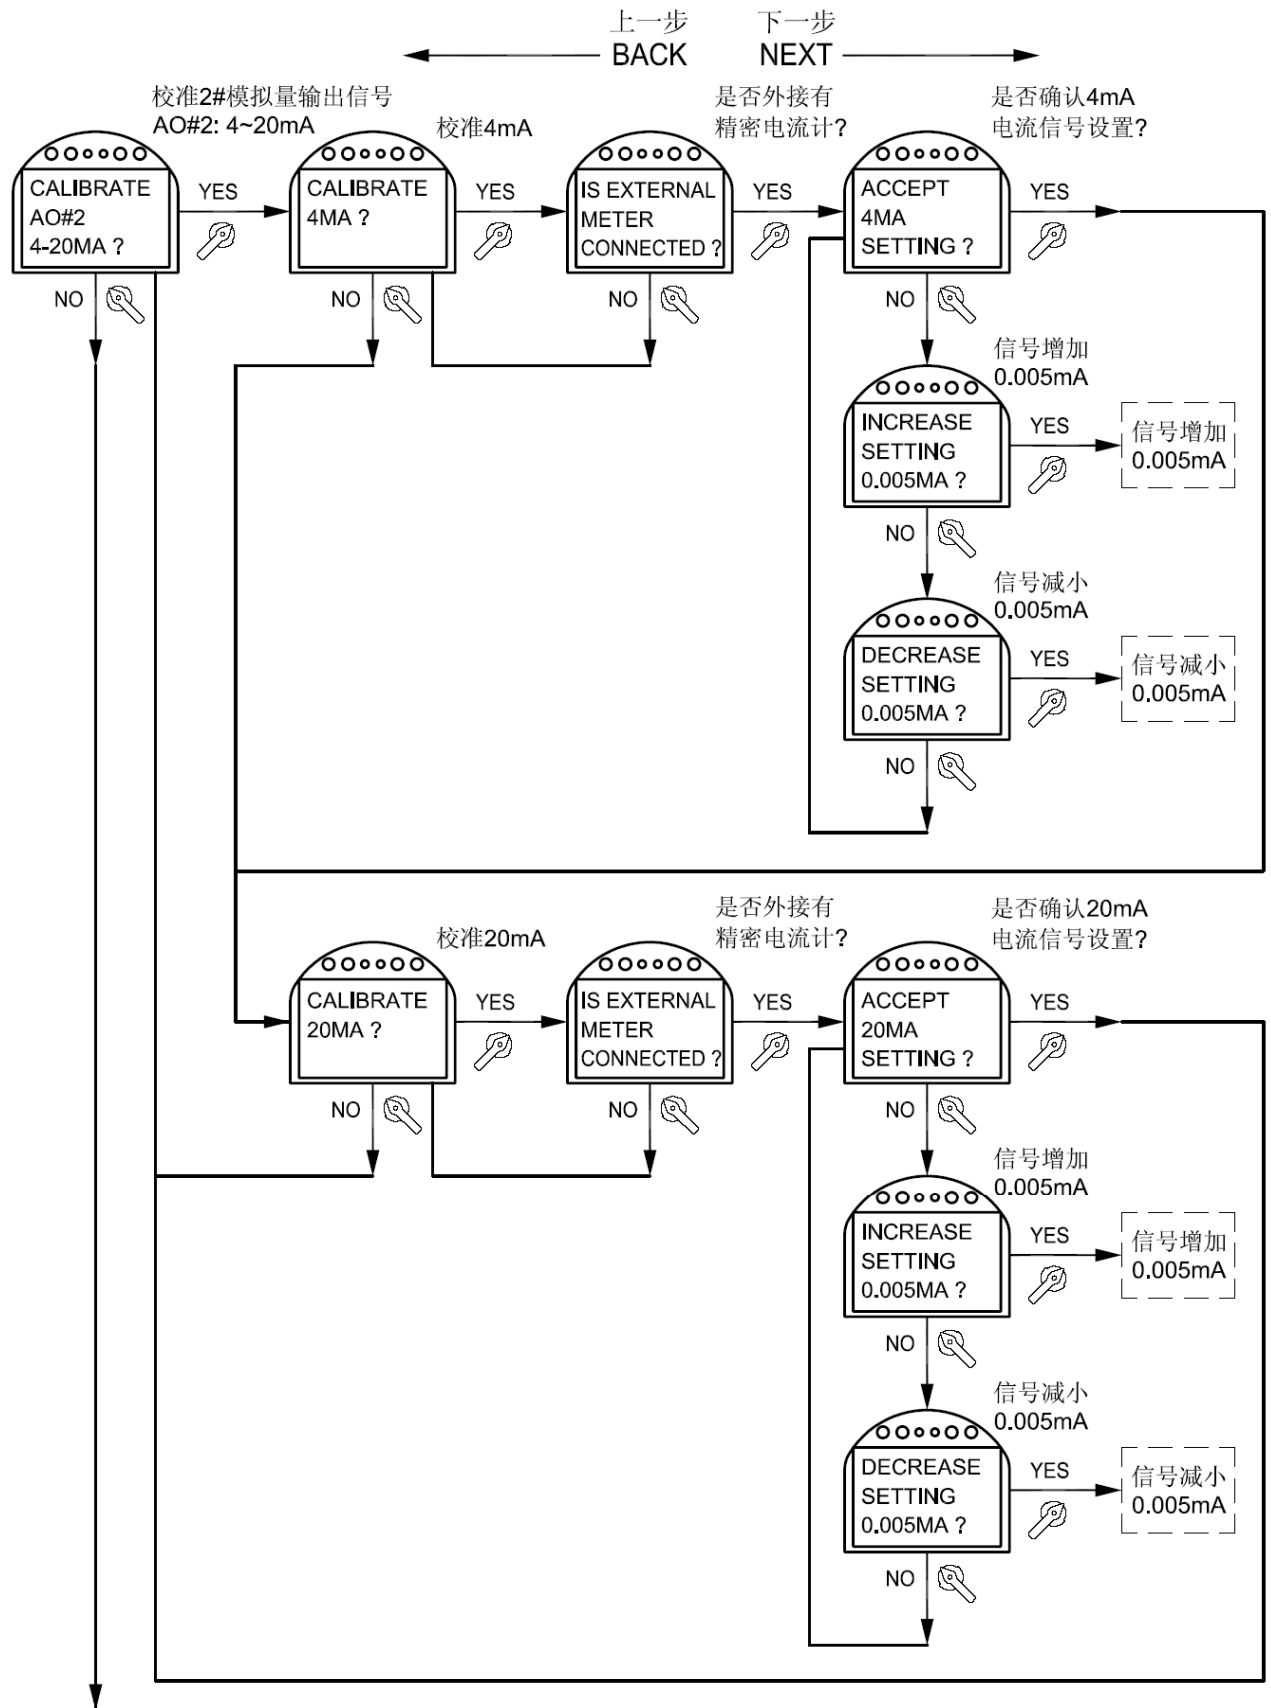 上一步 下一步
BACK NEXT
校准2#模拟量输出信号
AO#2: 4~20mA
校准4mA
是否外接有
精密电流计?
是否确认4mA
电流信号设置?
CALIBRATE
AO#2
4-20MA ?
YES
NO
CALIBRATE
4MA ?
YES
NO
IS EXTERNAL
METER
CONNECTED ?
YES
NO
ACCEPT
4MA
SETTING ?
YES
NO
信号增加
0.005mA
INCREASE
SETTING
0.005MA ?
YES
信号增加
0.005mA
NO
信号减小
0.005mA
DECREASE
SETTING
0.005MA ?
YES
信号减小
0.005mA
NO
校准20mA
是否外接有
精密电流计?
是否确认20mA
电流信号设置?
CALIBRATE
20MA ?
YES
NO
IS EXTERNAL
METER
CONNECTED ?
YES
NO
ACCEPT
20MA
SETTING ?
YES
NO
信号增加
0.005mA
INCREASE
SETTING
0.005MA ?
YES
信号增加
0.005mA
NO
信号减小
0.005mA
DECREASE
SETTING
0.005MA ?
YES
信号减小
0.005mA
NO